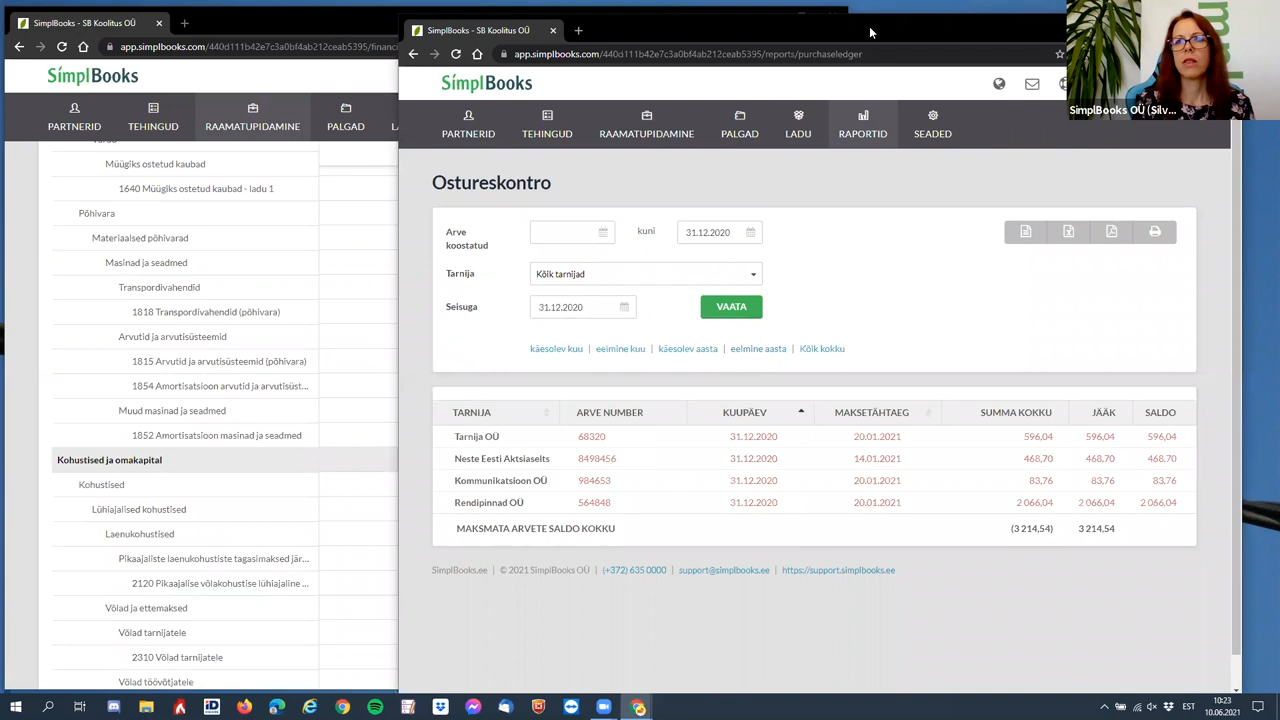 SimplBooks - SB Koolitus OÜ
app.simplbooks.com/440d111b42e7c3a0bf4ab212ceab5395/financi
SimplBooks
PARTNERID
TEHINGUD
RAAMATUPIDAMINE
PALGAD
Müügiks ostetud kaubad
1640 Müügiks ostetud kaubad - ladu 1
Põhivara
Materiaalsed põhivarad
Masinad ja seadmed
Transpordivahendid
1818 Transpordivahendid (põhivara)
Arvutid ja arvutisüsteemid
1815 Arvutid ja arvutisüsteemid (põhivara)
1854 Amortisatsioon arvutid ja arvutisüst...
Muud masinad ja seadmed
1852 Amortisatsioon masinad ja seadmed
Kohustised ja omakapital
Kohustised
Lühiajalised kohustised
Laenukohustised
Pikaajaliste laenukohustiste tagasimaksed jär...
2120 Pikaajalise võlakohustise lühiajaline ...
Võlad ja ettemaksed
Võlad tarnijatele
2310 Võlad tarnijatele
Võlad töövõtjatele
SimplBooks - SB Koolitus OÜ
app.simplbooks.com/440d111b42e7c3a0bf4ab212ceab5395/reports/purchaseledger
SimplBooks
PARTNERID
TEHINGUD
RAAMATUPIDAMINE
PALGAD
LADU
RAPORTID
SEADED
Ostureskontro
Arve koostatud
kuni
31.12.2020
Tarnija
Kõik tarnijad
Seisuga
31.12.2020
VAATA
käesolev kuu | eelmine kuu | käesolev aasta | eelmine aasta | Kõik kokku
TARNIJA ARVE NUMBER KUUPÄEV MAKSETÄHTAEG SUMMA KOKKU JÄÄK SALDO
Tarnija OÜ 68320 31.12.2020 20.01.2021 596,04 596,04 596,04
Neste Eesti Aktsiaselts 8498456 31.12.2020 14.01.2021 468,70 468,70 468,70
Kommunikatsioon OÜ 984653 31.12.2020 20.01.2021 83,76 83,76 83,76
Rendipinnad OÜ 564848 31.12.2020 20.01.2021 2 066,04 2 066,04 2 066,04
MAKSMATA ARVETE SALDO KOKKU (3 214,54) 3 214,54
SimplBooks.ee | © 2021 SimplBooks OÜ | (+372) 635 0000 | support@simplbooks.ee | https://support.simplbooks.ee
SimplBooks OÜ (Silv...
EST
10:23
10.06.2021